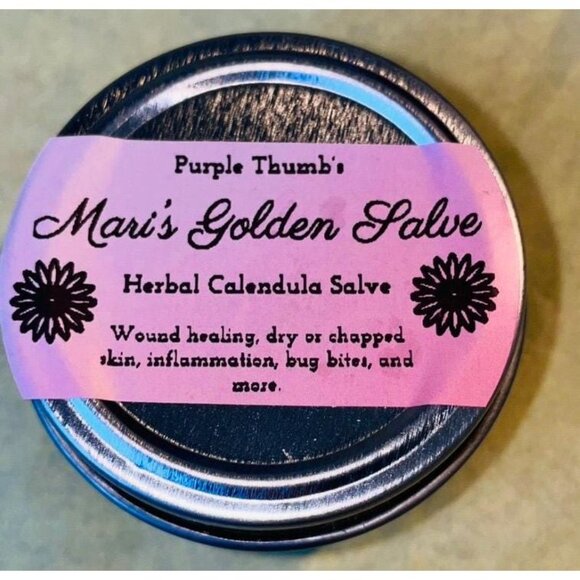 Purple Thumb's
Mari's Golden Salve
Herbal Calendula Salve
Wound healing, dry or chapped
skin, inflammation, bug bites, and
more.